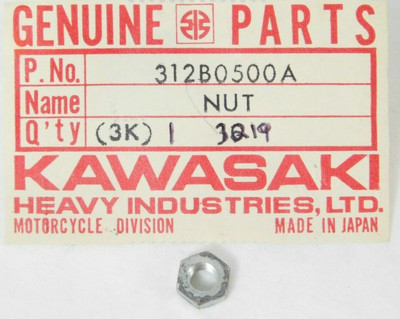 GENUINE PARTS
P.No. 312B0500A
Name NUT
Q'ty (3K) 1 3219
KAWASAKI
HEAVY INDUSTRIES, LTD.
MOTORCYCLE DIVISION MADE IN JAPAN